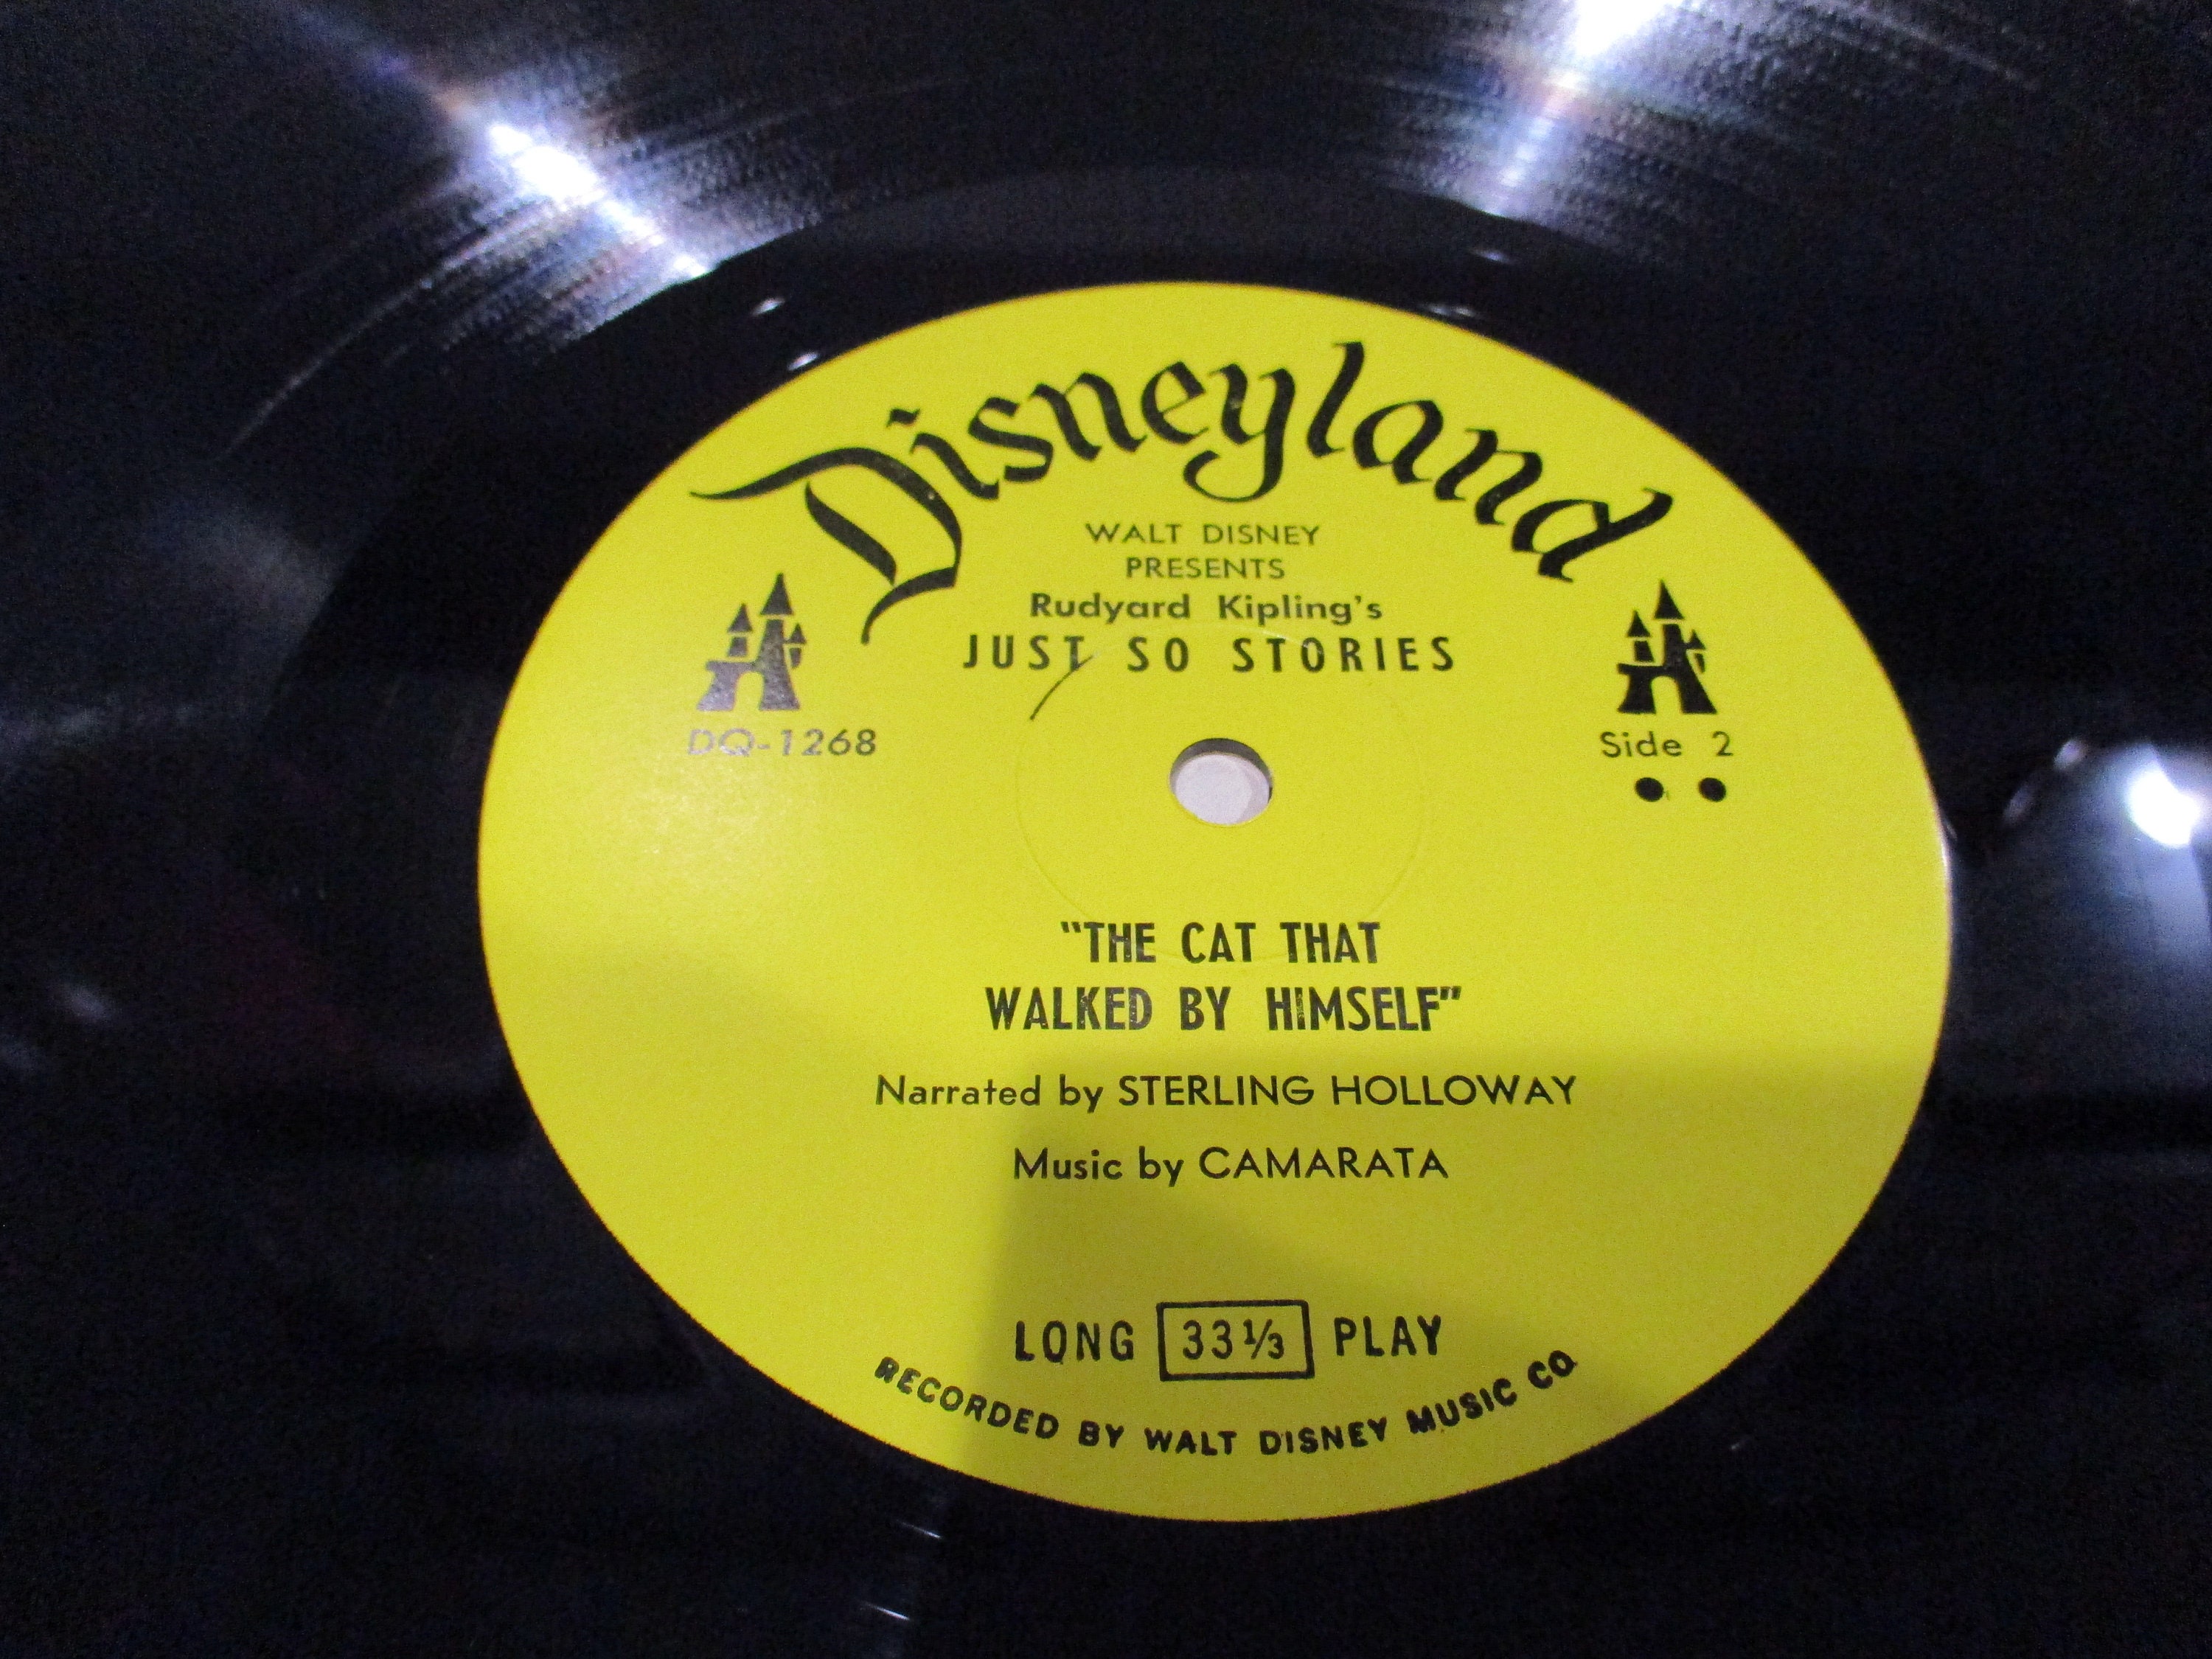 Disneyland
WALT DISNEY
PRESENTS
Rudyard Kipling's
JUST SO STORIES
DQ-1268
Side 2
"THE CAT THAT
WALKED BY HIMSELF"
Narrated by STERLING HOLLOWAY
Music by CAMARATA
LONG 33⅓ PLAY
RECORDED BY WALT DISNEY MUSIC CO.